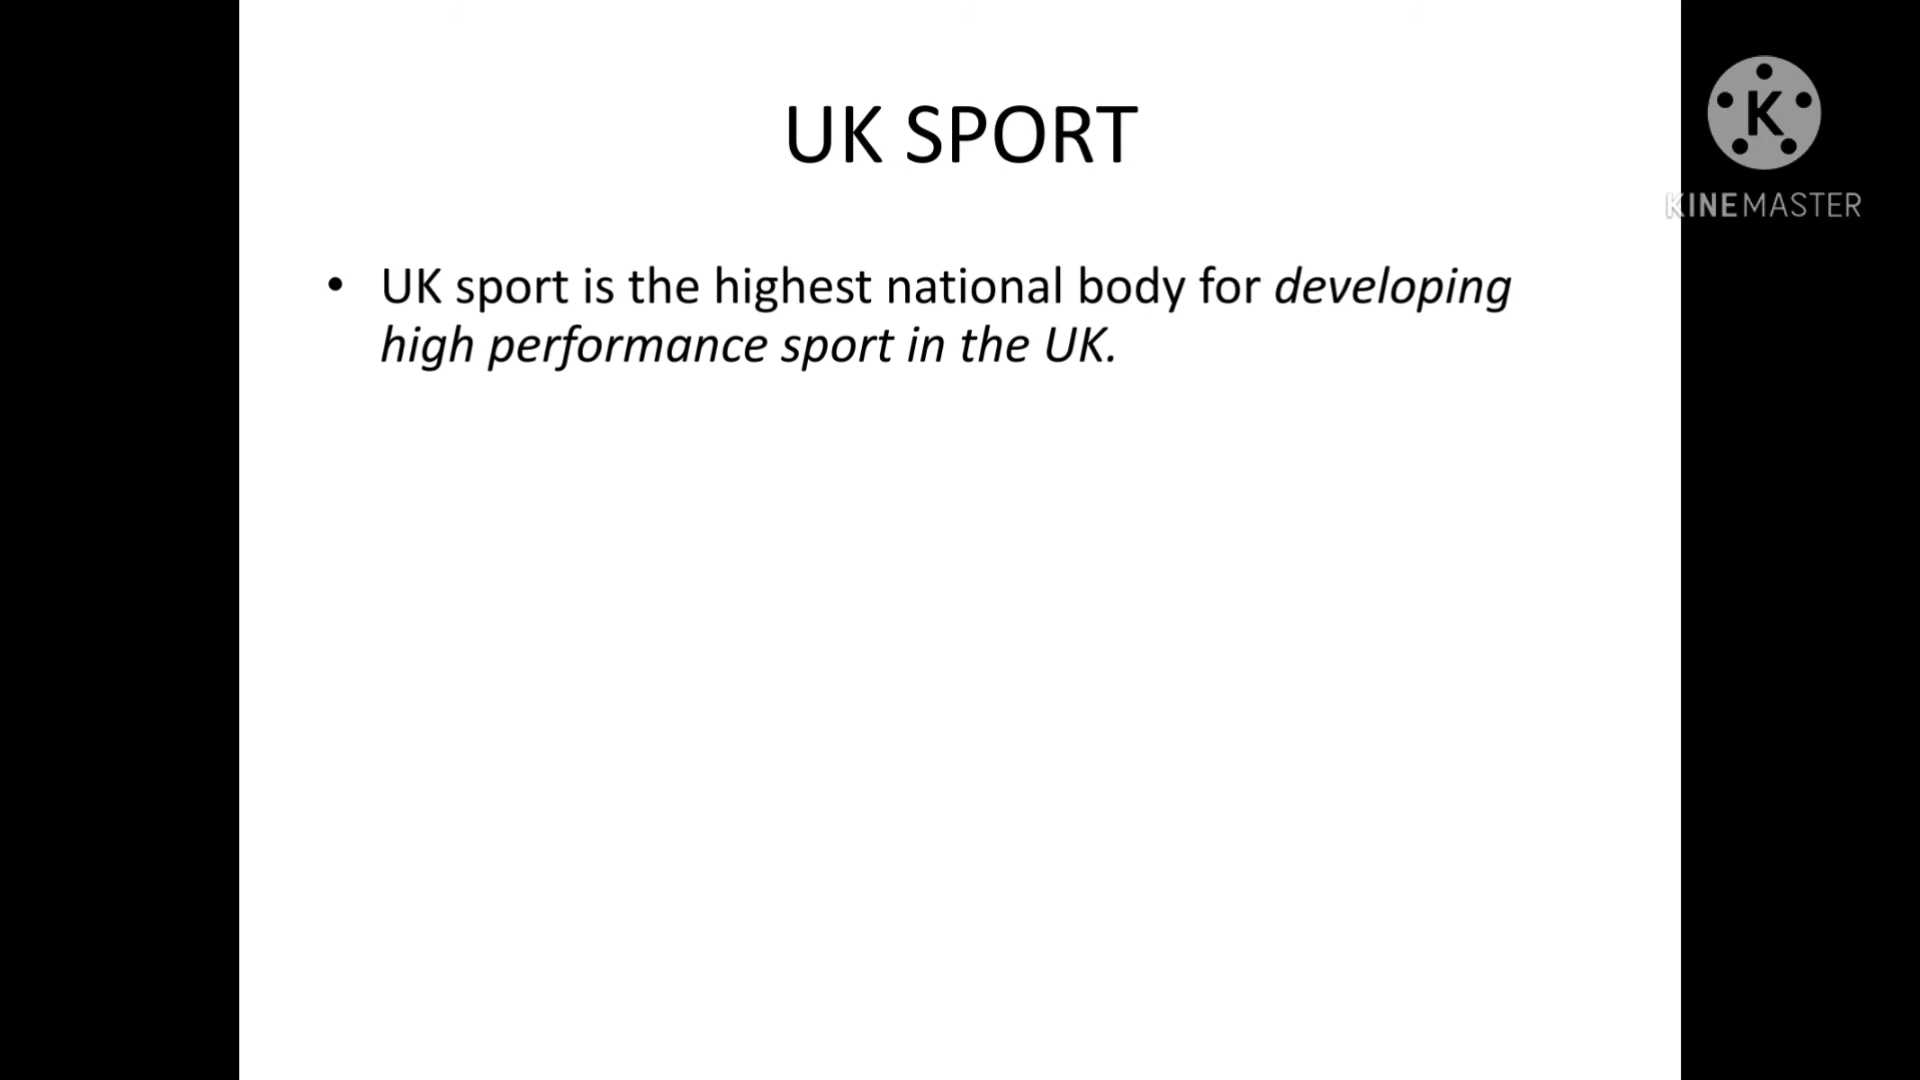 UK SPORT
K
KINEMASTER
• UK sport is the highest national body for developing
high performance sport in the UK.